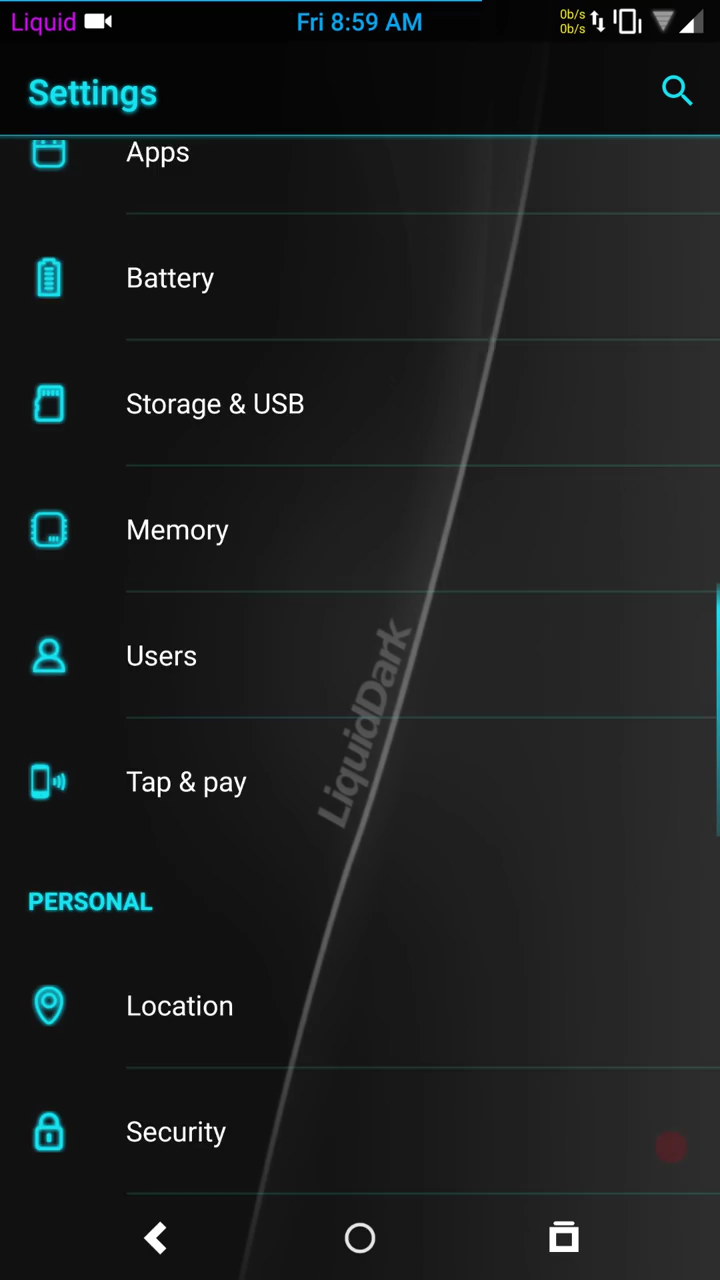 Liquid Fri 8:59 AM 0b/s
0b/s
Settings
Apps
Battery
Storage & USB
Memory
Users
LiquidDark
Tap & pay
PERSONAL
Location
Security